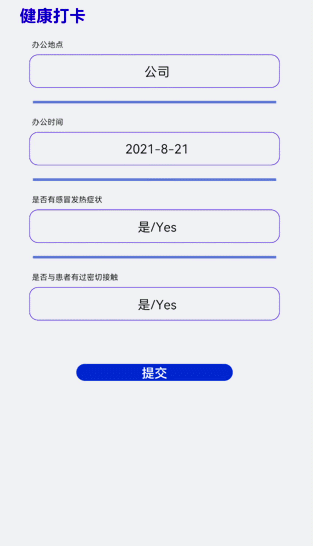 健康打卡
办公地点
公司
办公时间
2021-8-21
是否有感冒发热症状
是/Yes
是否与患者有过密切接触
是/Yes
提交